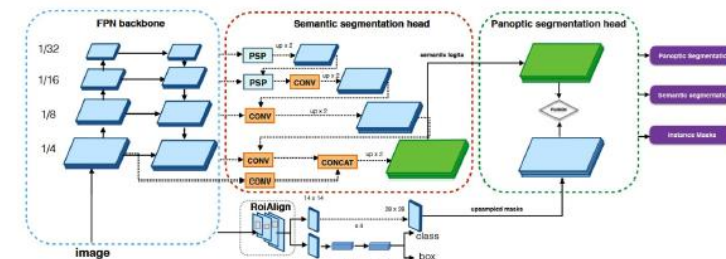 FPN backbone
Semantic segmentation head
Panoptic segmentation head
1/32
1/16
1/8
1/4
PSP
up x 2
PSP
CONV
up x 2
CONV
up x 2
CONV
CONCAT
up x 2
CONV
semantic logits
FUSION
Panoptic Segmentation
Semantic segmentation
Instance Masks
RoiAlign
14 x 14
28 x 28
x 4
class
box
upsampled masks
image